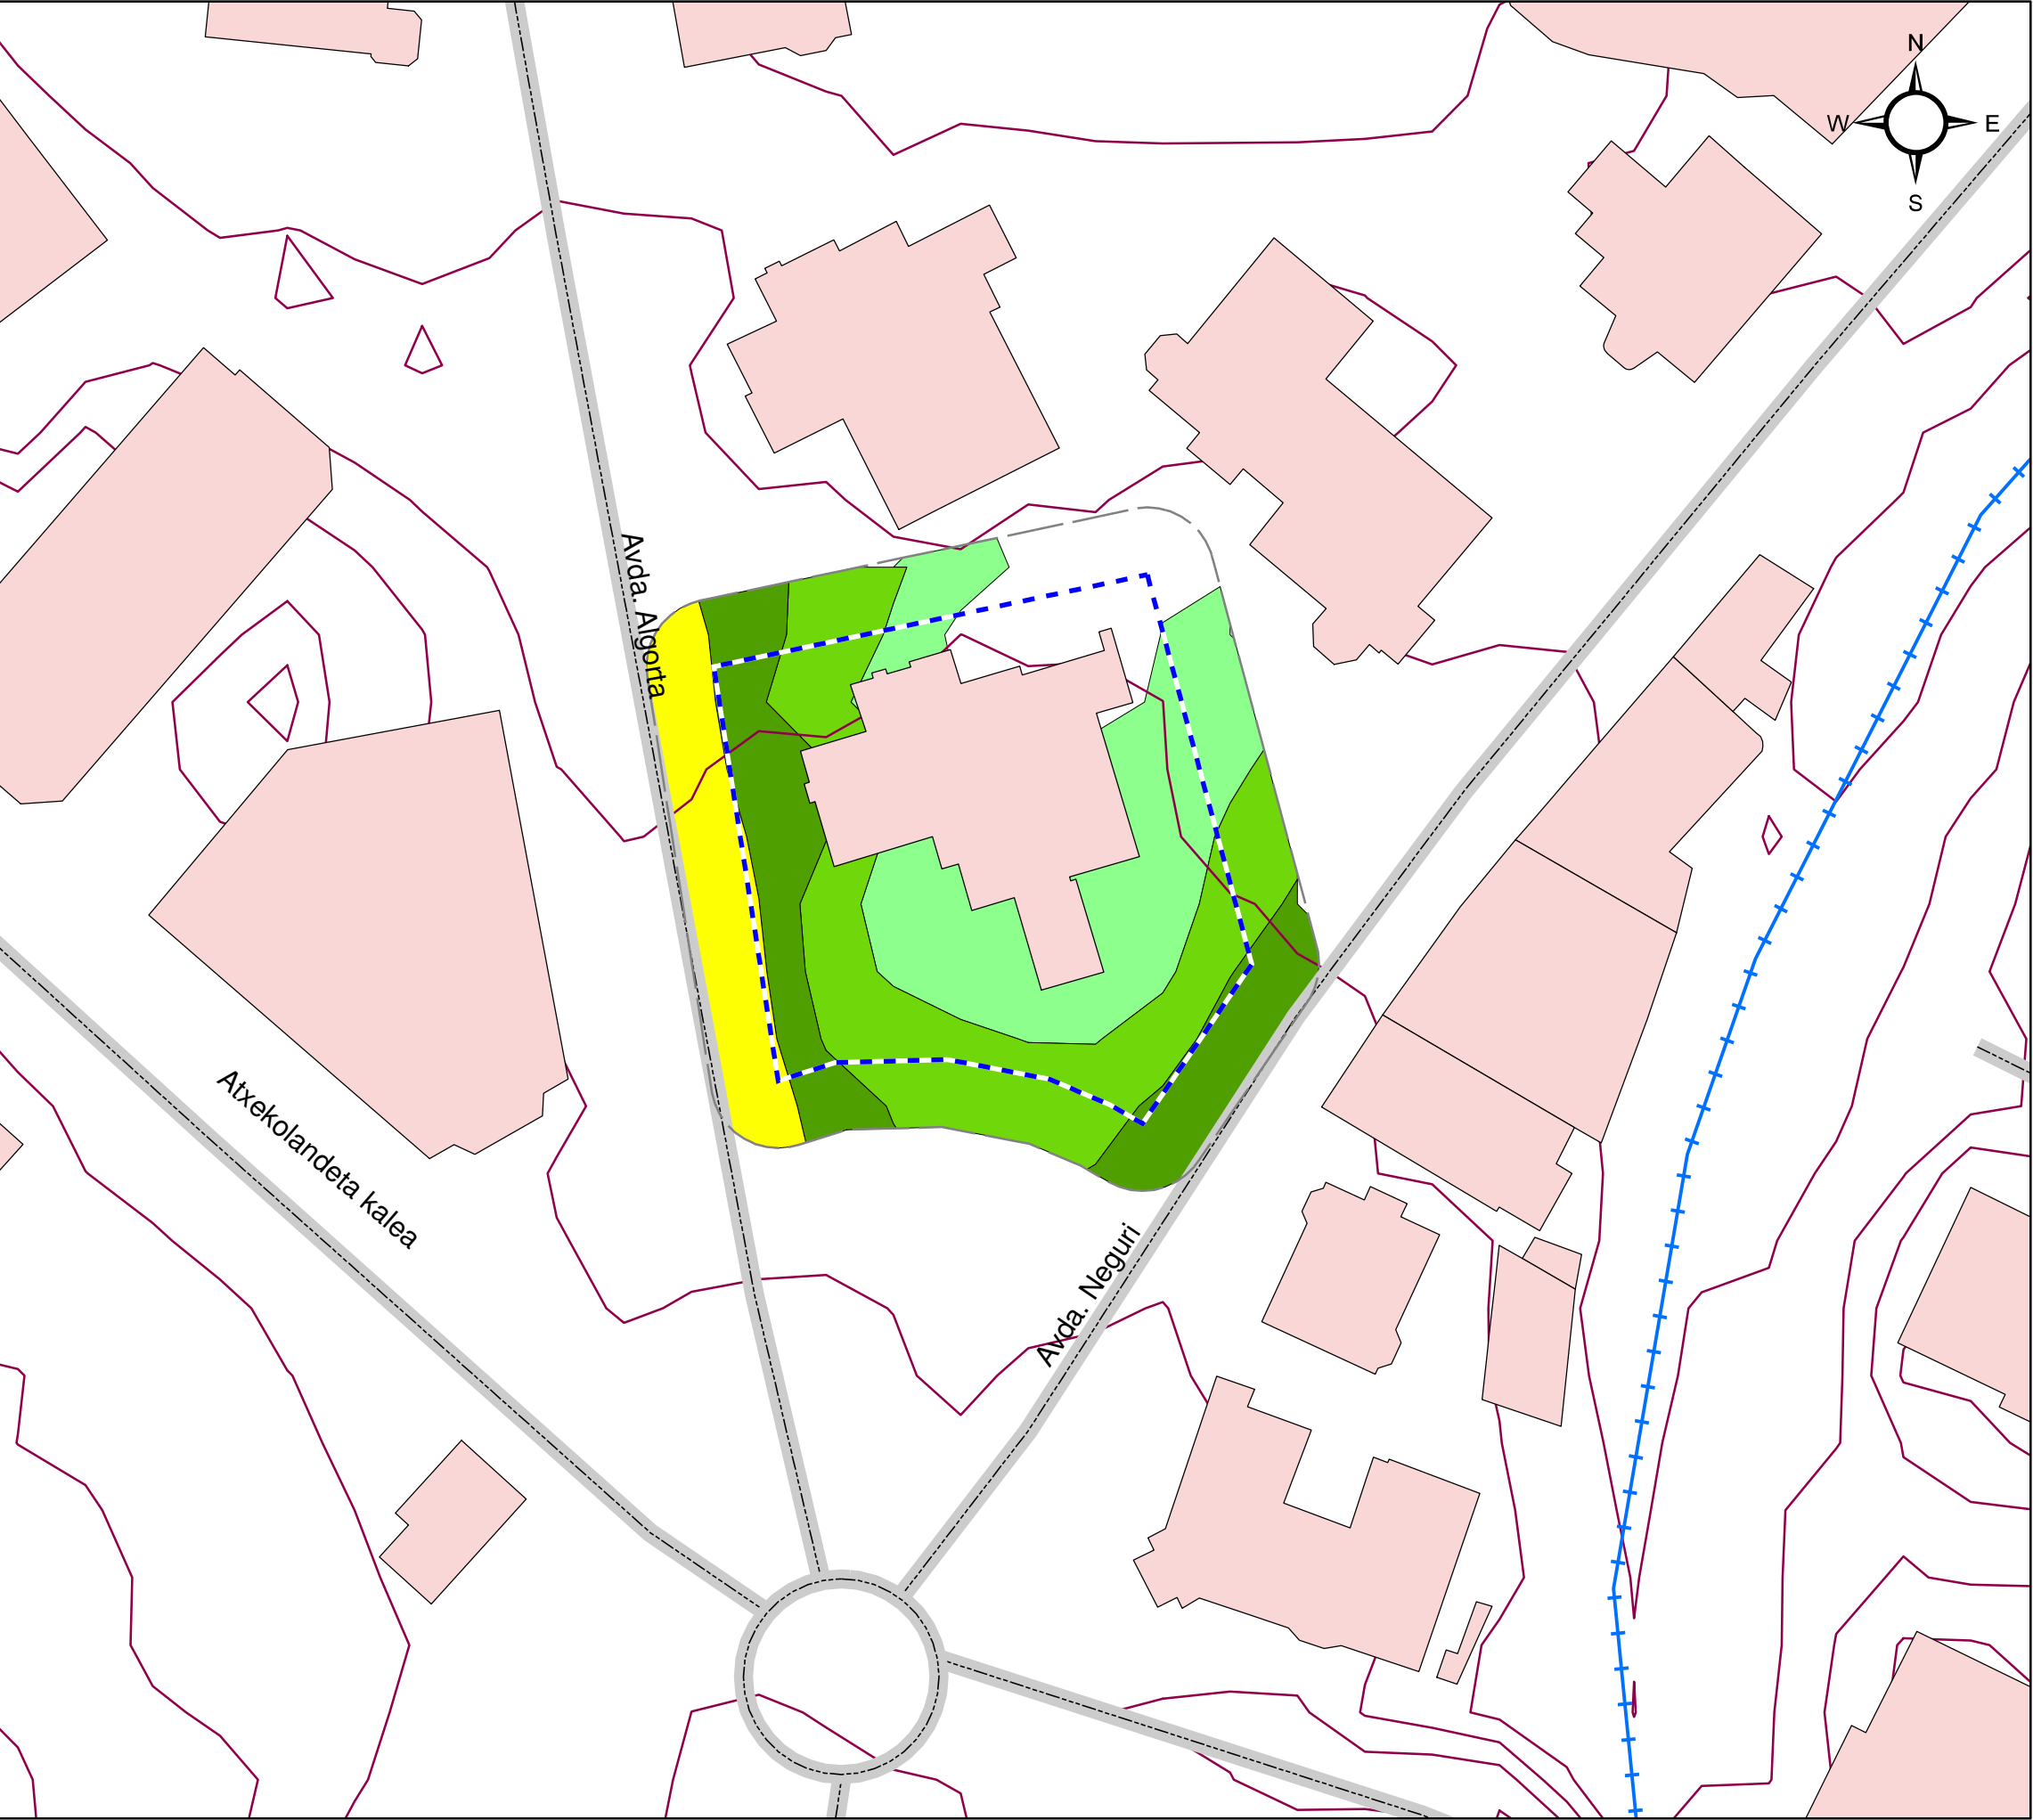 N
W E
S
Avda. Algorta
Atxekolandeta kalea
Avda. Neguri